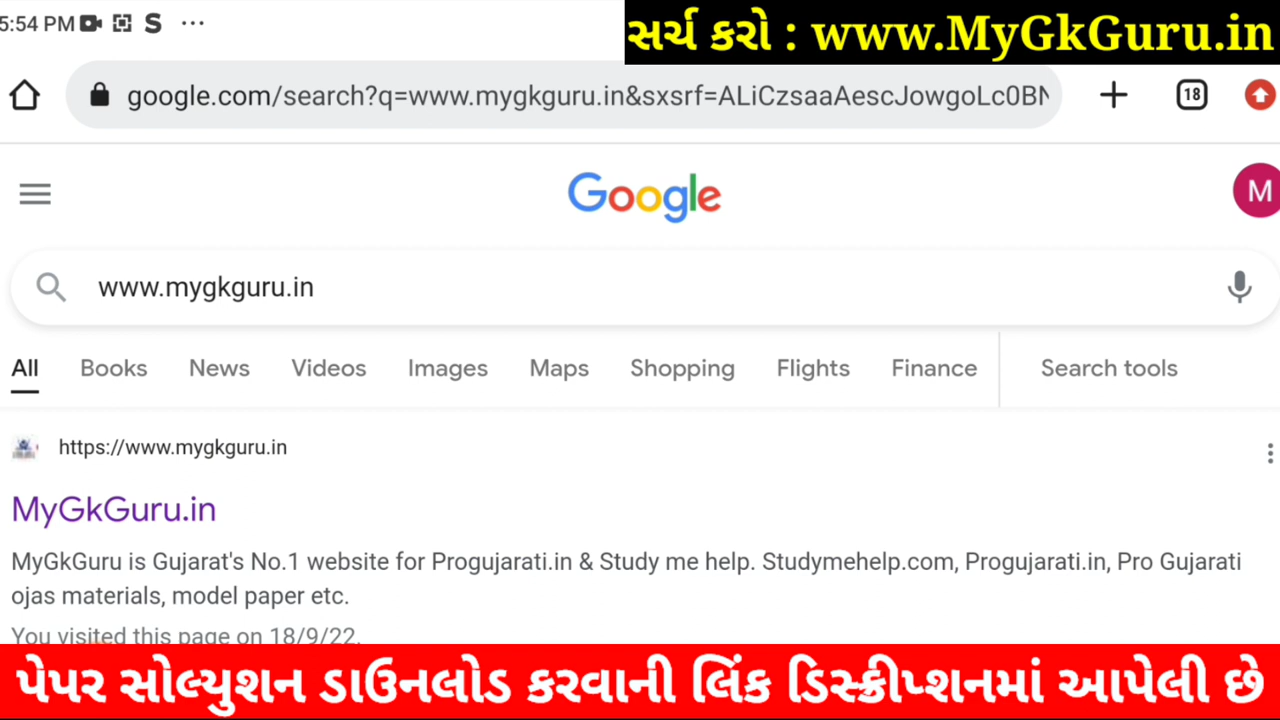 5:54 PM S ...
સર્ચ કરો : www.MyGkGuru.in
google.com/search?q=www.mygkguru.in&sxsrf=ALiCzsaaAescJowgoLc0BN
18
Google
M
www.mygkguru.in
All Books News Videos Images Maps Shopping Flights Finance Search tools
https://www.mygkguru.in
MyGkGuru.in
MyGkGuru is Gujarat's No.1 website for Progujarati.in & Study me help. Studymehelp.com, Progujarati.in, Pro Gujarati
ojas materials, model paper etc.
You visited this page on 18/9/22.
પેપર સોલ્યુશન ડાઉનલોડ કરવાની લિંક ડિસ્ક્રીપ્શનમાં આપેલી છે